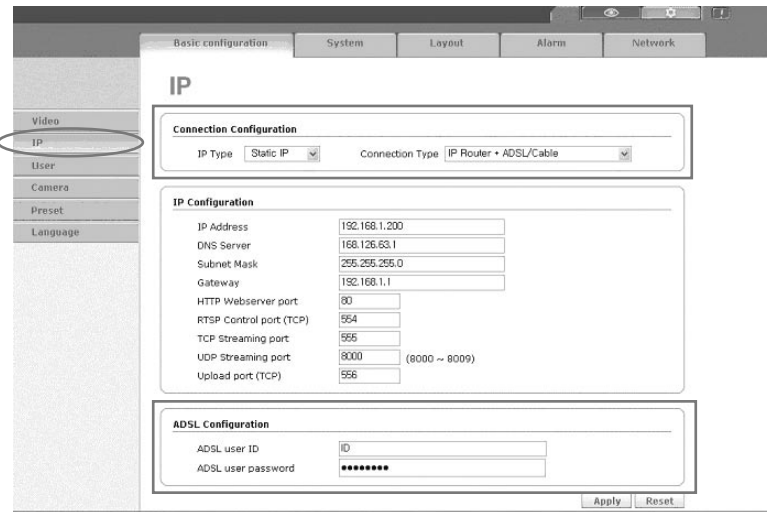 Basic configuration System Layout Alarm Network
IP
Video
IP
User
Camera
Preset
Language
Connection Configuration
IP Type Static IP Connection Type IP Router + ADSL/Cable
IP Configuration
IP Address 192.168.1.200
DNS Server 168.126.63.1
Subnet Mask 255.255.255.0
Gateway 192.168.1.1
HTTP Webserver port 80
RTSP Control port (TCP) 554
TCP Streaming port 555
UDP Streaming port 8000 (8000 ~ 8009)
Upload port (TCP) 556
ADSL Configuration
ADSL user ID ID
ADSL user password ●●●●●●●●
Apply Reset